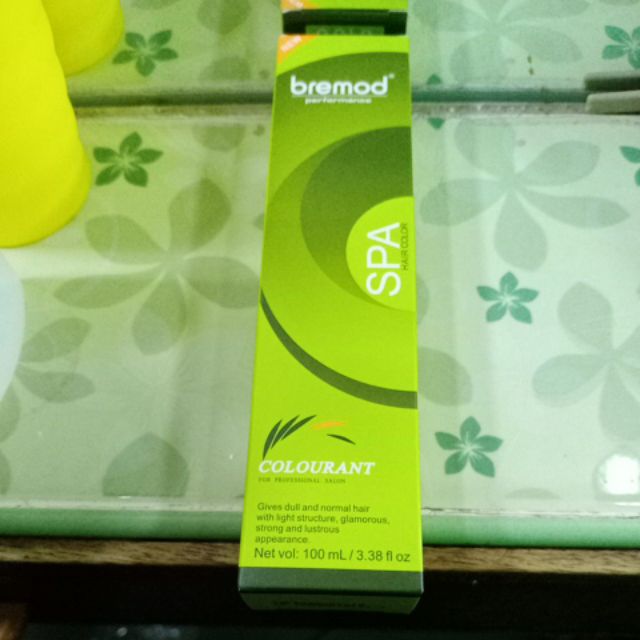 NEW
bremod®
performance
SPA
HAIR COLOR
COLOURANT
FOR PROFESSIONAL SALON
Gives dull and normal hair
with light structure, glamorous,
strong and lustrous
appearance.
Net vol: 100 mL / 3.38 fl oz